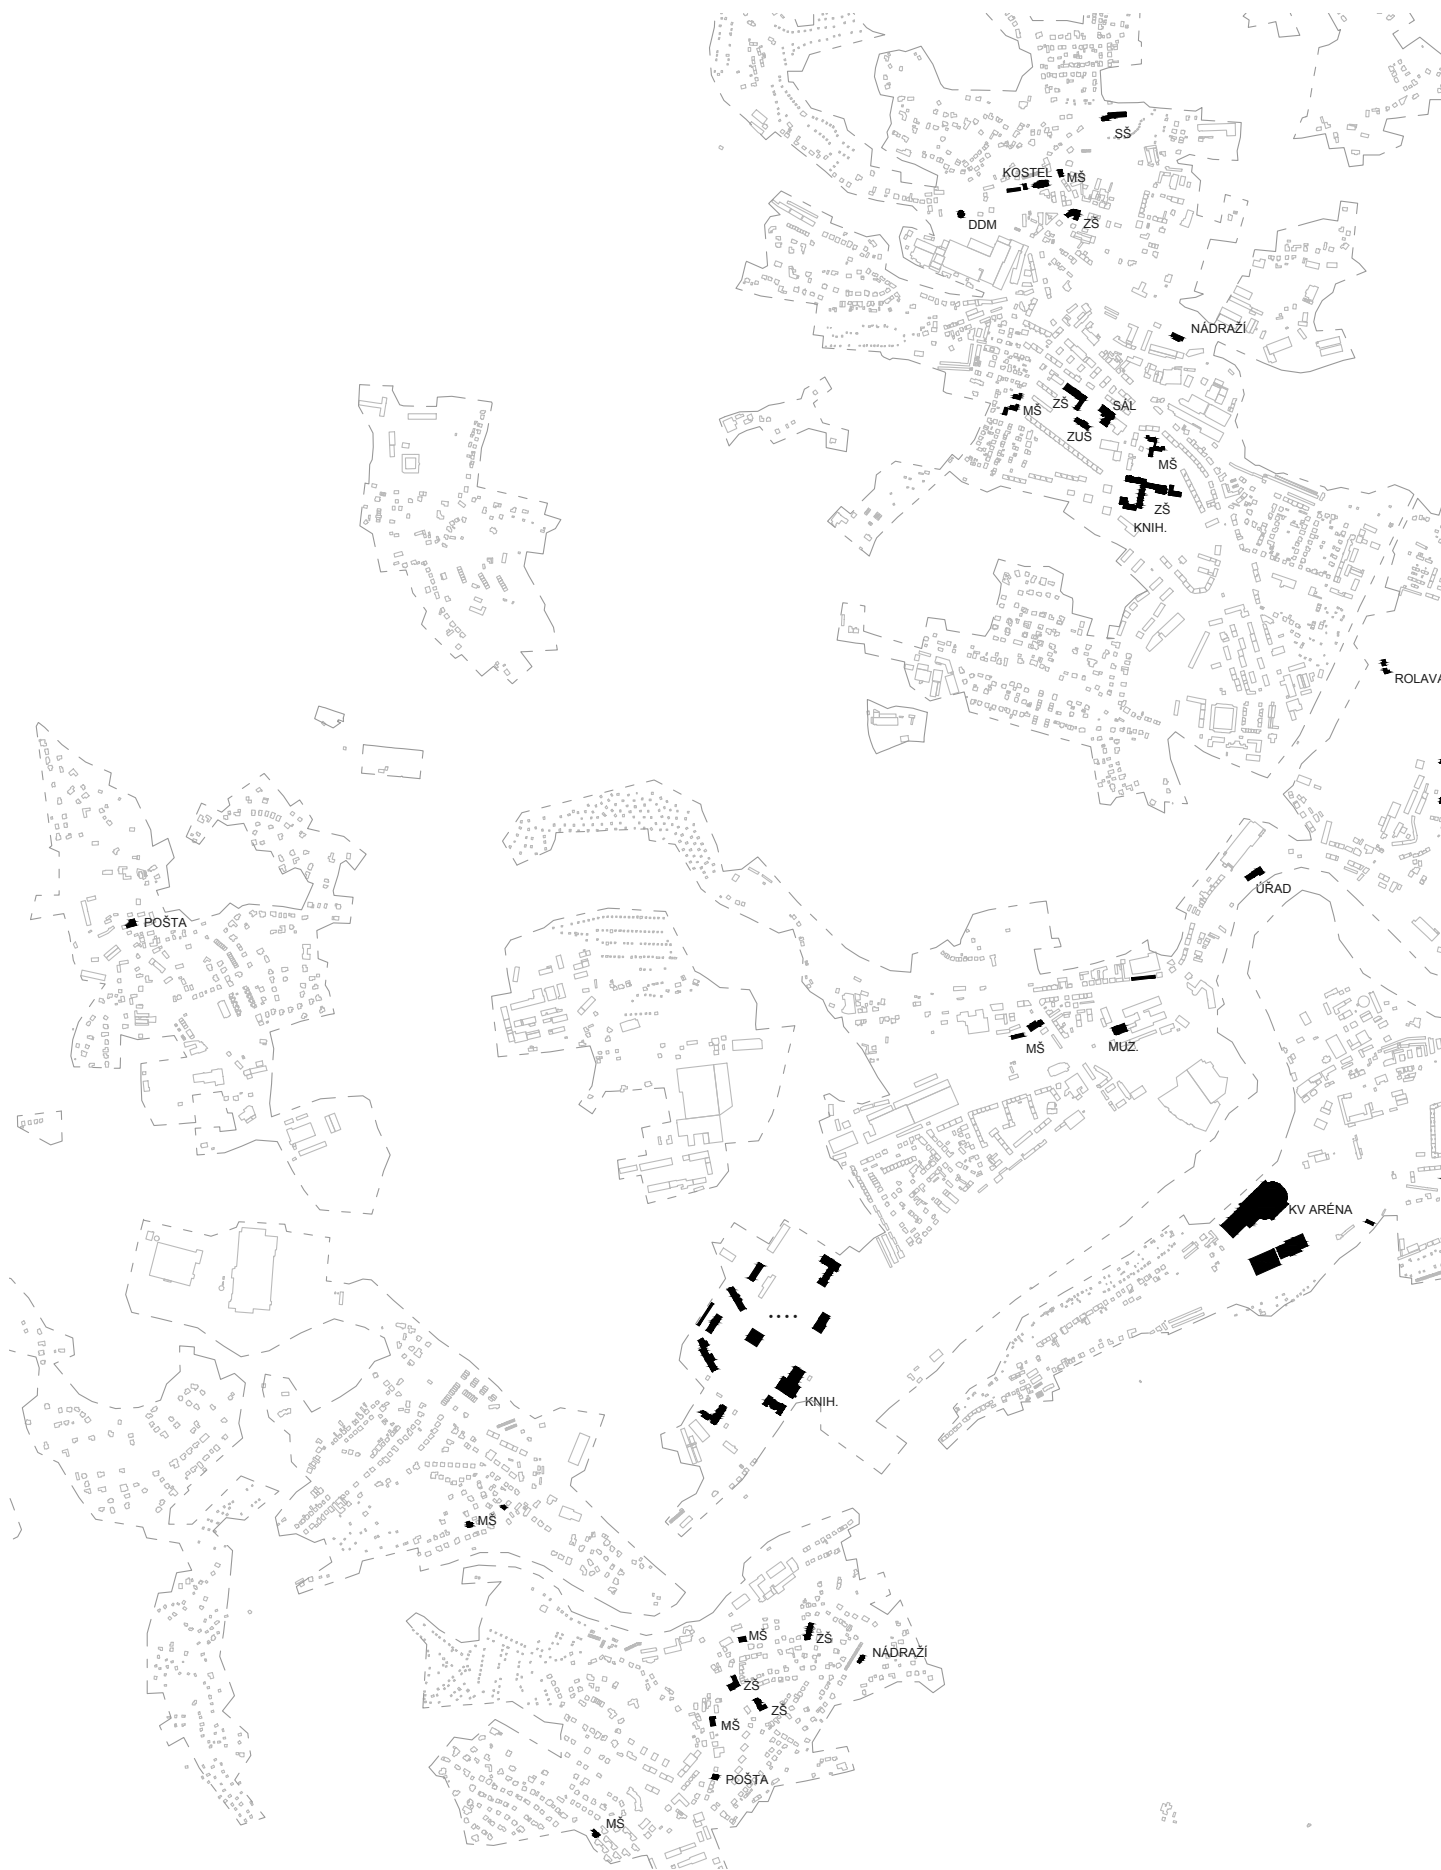 SŠ
KOSTEL
MŠ
DDM
ZŠ
NÁDRAŽÍ
ZŠ
SÁL
MŠ
ZUŠ
MŠ
ZŠ
KNIH.
ROLAVA
ÚŘAD
POŠTA
MŠ
MUZ.
KV ARÉNA
KNIH.
MŠ
MŠ
ZŠ
NÁDRAŽÍ
ZŠ
ZŠ
MŠ
POŠTA
MŠ